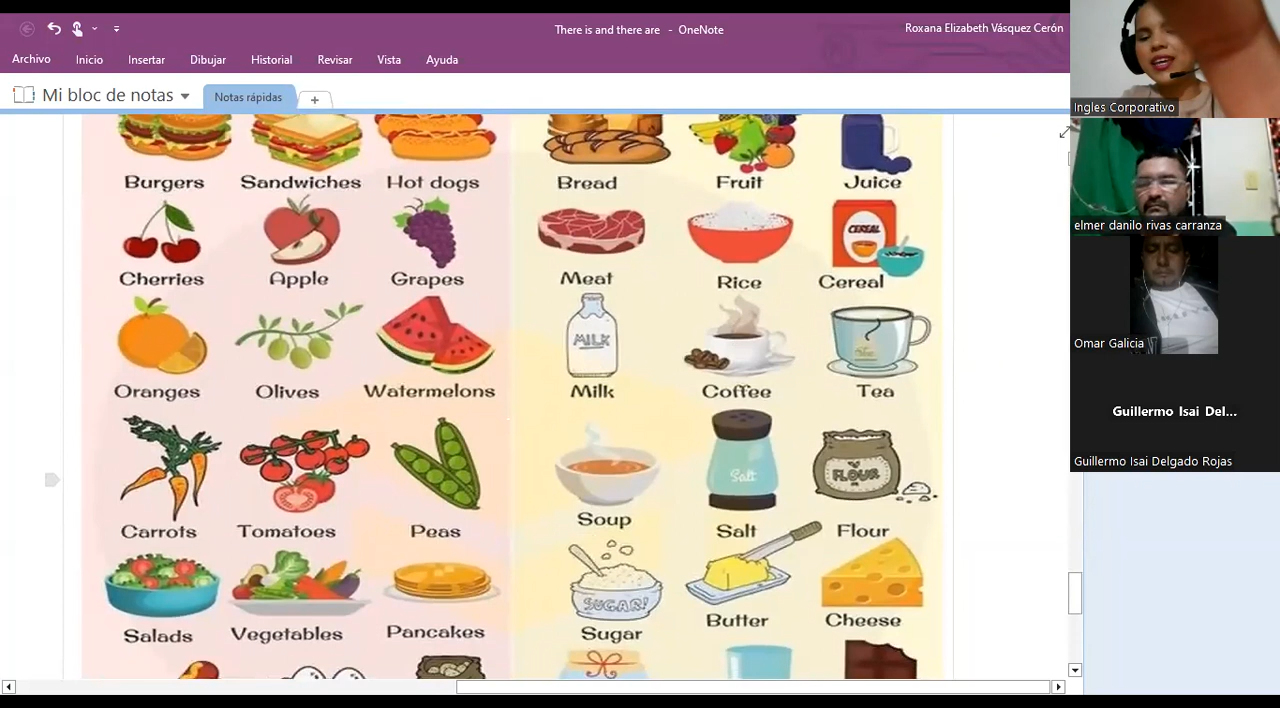 There is and there are - OneNote
Roxana Elizabeth Vásquez Cerón
Archivo Inicio Insertar Dibujar Historial Revisar Vista Ayuda
Mi bloc de notas
Notas rápidas
Burgers Sandwiches Hot dogs Bread Fruit Juice
CEREAL
Cherries Apple Grapes Meat Rice Cereal
MILK
Oranges Olives Watermelons Milk Coffee Tea
Salt
FLOUR
Carrots Tomatoes Peas Soup Salt Flour
SUGAR!
Salads Vegetables Pancakes Sugar Butter Cheese
Ingles Corporativo
elmer danilo rivas carranza
Omar Galicia
Guillermo Isai Del...
Guillermo Isai Delgado Rojas